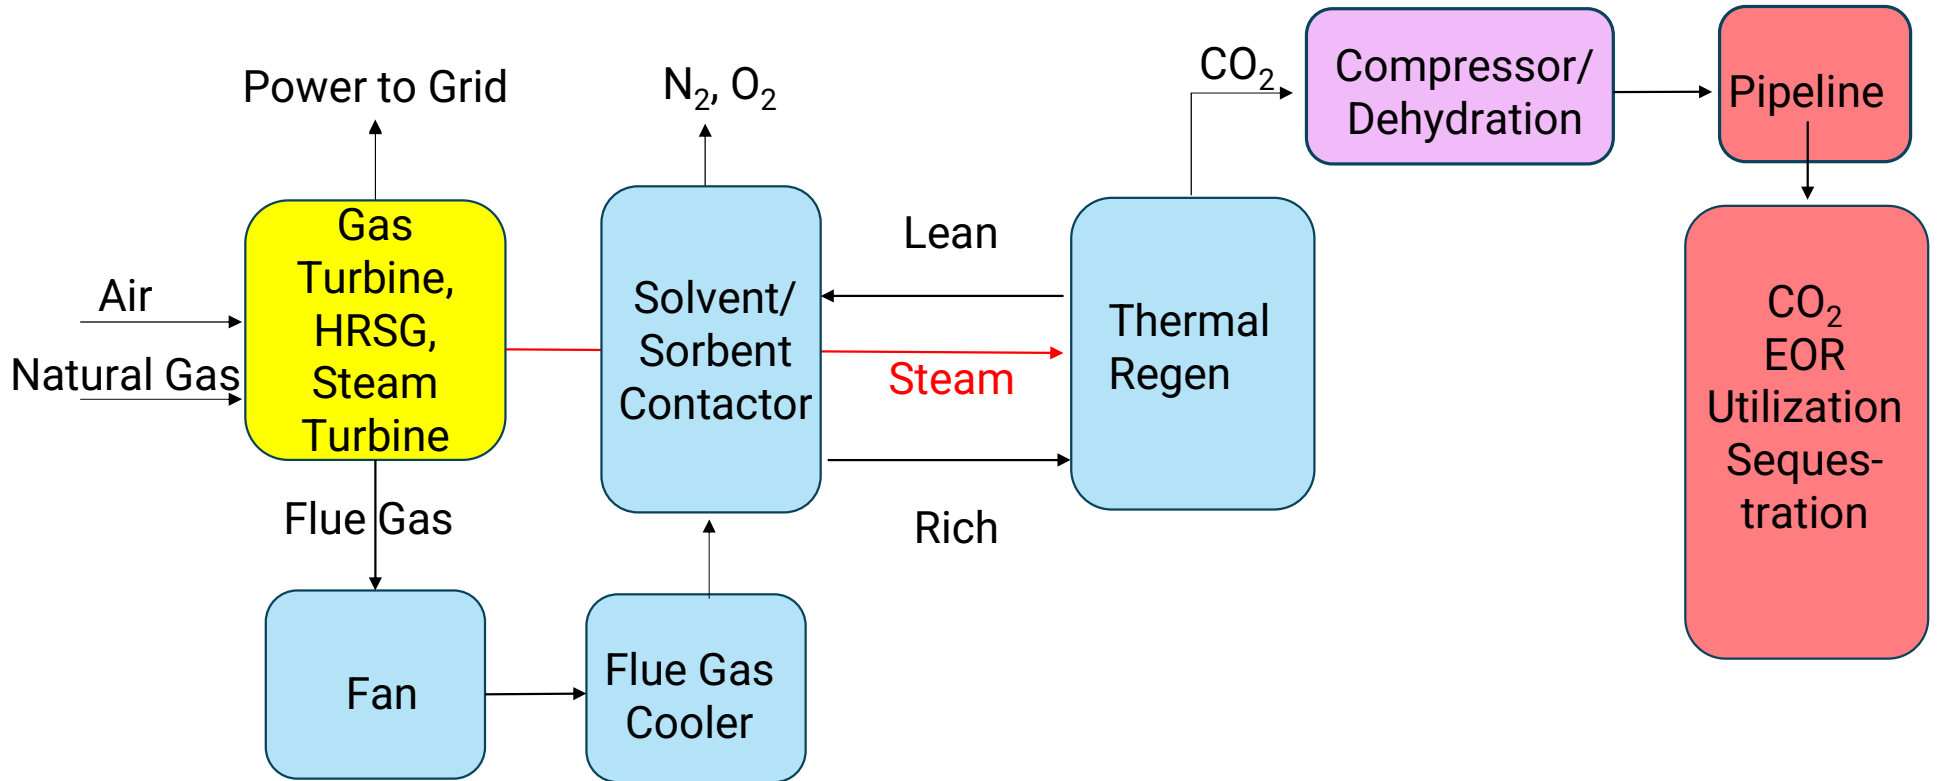 Power to Grid
N₂, O₂
CO₂
Compressor/
Dehydration
Pipeline
Air
Natural Gas
Gas
Turbine,
HRSG,
Steam
Turbine
Solvent/
Sorbent
Contactor
Lean
Steam
Rich
Thermal
Regen
CO₂
EOR
Utilization
Seques-
tration
Flue Gas
Fan
Flue Gas
Cooler